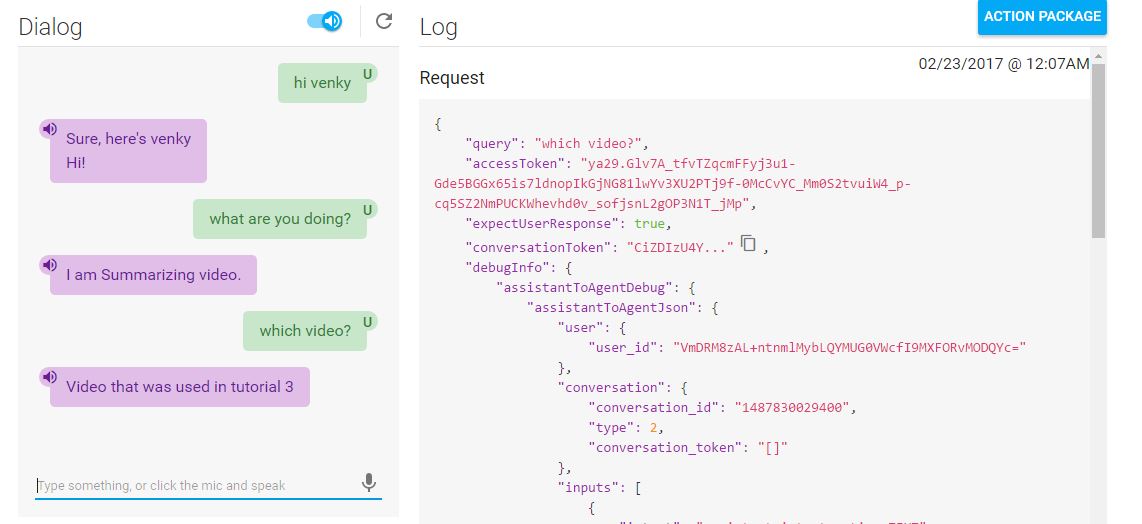 Dialog
hi venky
U
Sure, here's venky
Hi!
what are you doing?
U
I am Summarizing video.
which video?
U
Video that was used in tutorial 3
Type something, or click the mic and speak
Log
ACTION PACKAGE
02/23/2017 @ 12:07AM
Request
{
"query": "which video?",
"accessToken": "ya29.Glv7A_tfvTZqcmFFyj3u1-
Gde5BGGx65is7ldnopIkGjNG81lwYv3XU2PTj9f-0McCvYC_Mm0S2tvuiW4_p-
cq5SZ2NmPUCKWhevhd0v_sofjsnL2gOP3N1T_jMp",
"expectUserResponse": true,
"conversationToken": "CiZDIzU4Y..." ,
"debugInfo": {
"assistantToAgentDebug": {
"assistantToAgentJson": {
"user": {
"user_id": "VmDRM8zAL+ntnmlMybLQYMUG0VWcfI9MXFORvMODQYc="
},
"conversation": {
"conversation_id": "1487830029400",
"type": 2,
"conversation_token": "[]"
},
"inputs": [
{